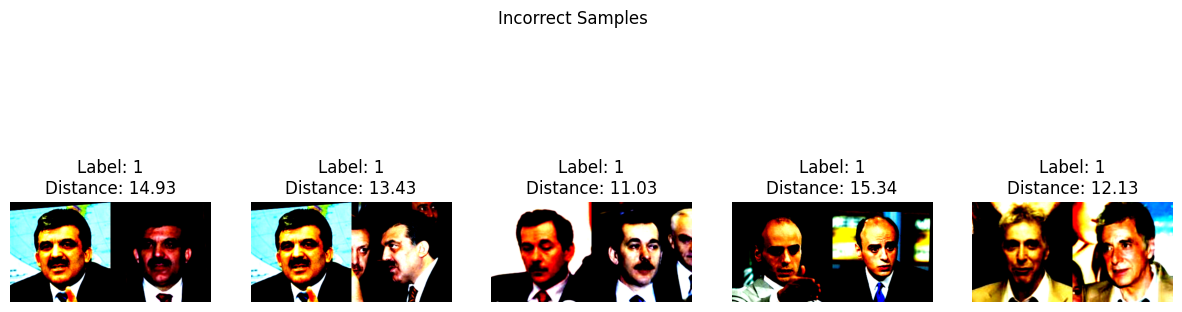 Incorrect Samples
Label: 1
Distance: 14.93
Label: 1
Distance: 13.43
Label: 1
Distance: 11.03
Label: 1
Distance: 15.34
Label: 1
Distance: 12.13